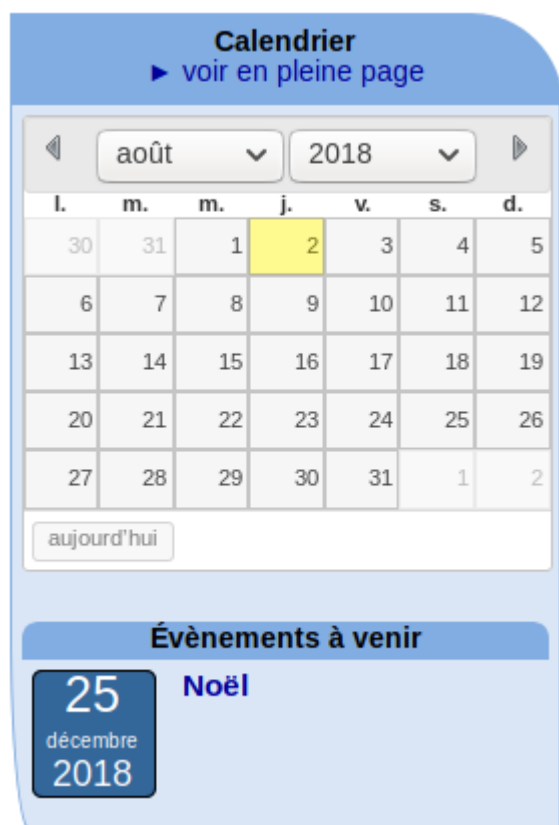 Calendrier
► voir en pleine page
août 2018
l. m. m. j. v. s. d.
30 31 1 2 3 4 5
6 7 8 9 10 11 12
13 14 15 16 17 18 19
20 21 22 23 24 25 26
27 28 29 30 31 1 2
aujourd'hui
Évènements à venir
25 Noël
décembre
2018